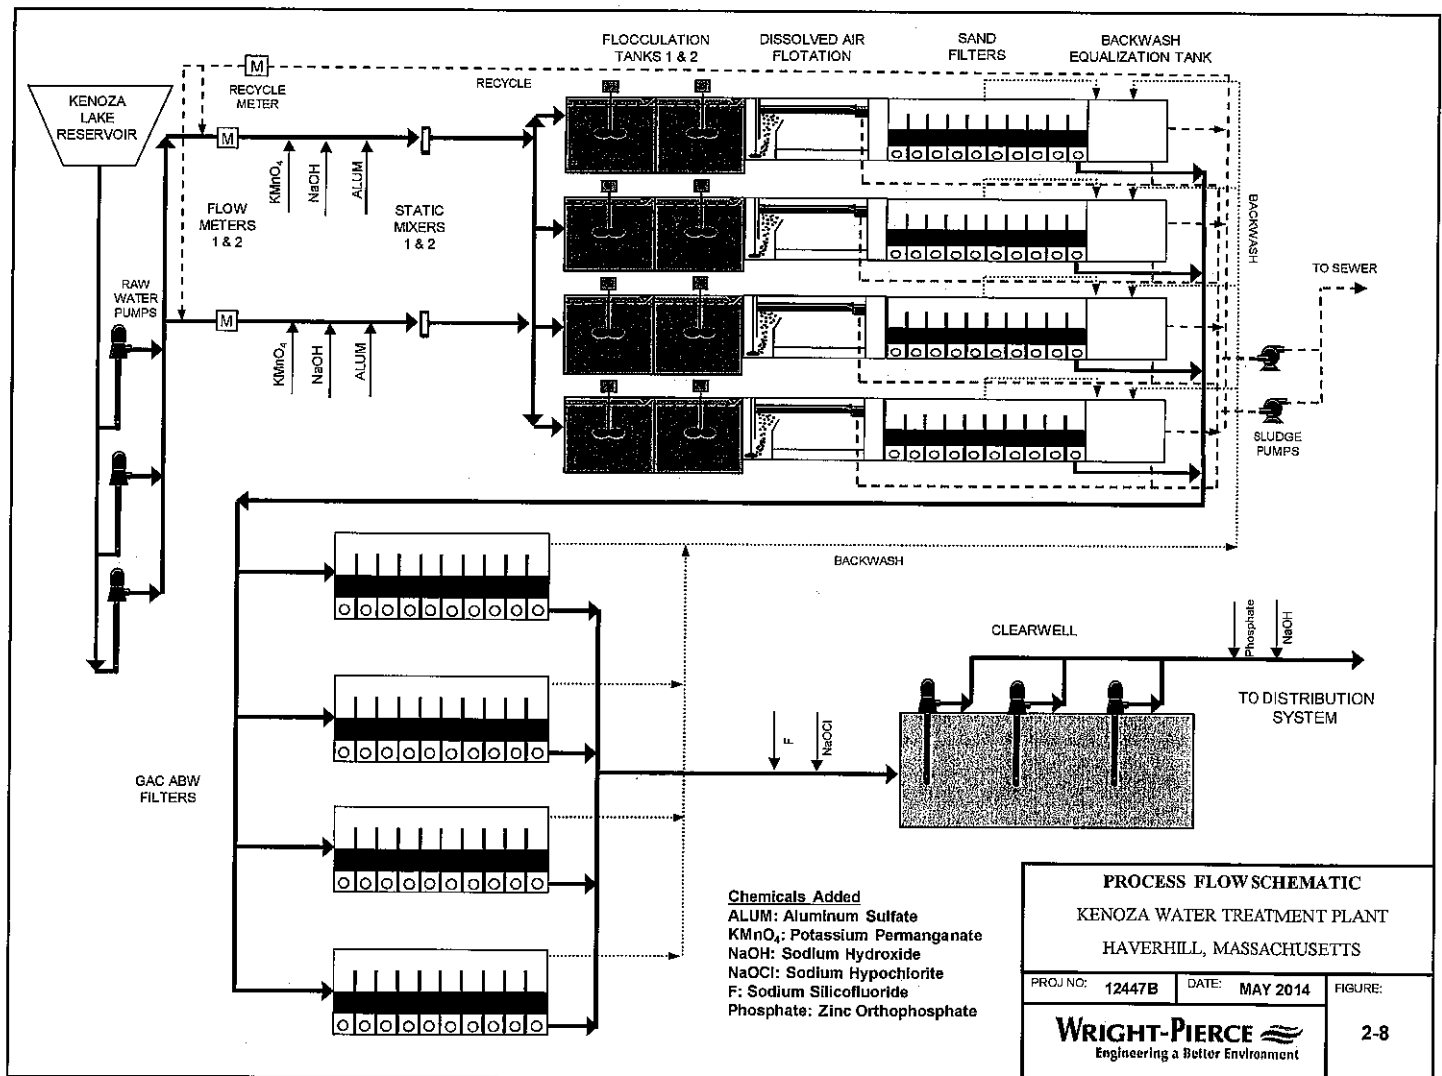 FLOCCULATION
TANKS 1 & 2
DISSOLVED AIR
FLOTATION
SAND
FILTERS
BACKWASH
EQUALIZATION TANK
M
RECYCLE
METER
RECYCLE
KENOZA
LAKE
RESERVOIR
M
KMnO4
NaOH
ALUM
FLOW
METERS
1 & 2
STATIC
MIXERS
1 & 2
BACKWASH
RAW
WATER
PUMPS
TO SEWER
M
KMnO4
NaOH
ALUM
SLUDGE
PUMPS
BACKWASH
CLEARWELL
Phosphate
NaOH
TO DISTRIBUTION
SYSTEM
F
NaOCl
GAC ABW
FILTERS
Chemicals Added
ALUM: Aluminum Sulfate
KMnO4: Potassium Permanganate
NaOH: Sodium Hydroxide
NaOCl: Sodium Hypochlorite
F: Sodium Silicofluoride
Phosphate: Zinc Orthophosphate
PROCESS FLOW SCHEMATIC
KENOZA WATER TREATMENT PLANT
HAVERHILL, MASSACHUSETTS
PROJ NO: 12447B
DATE: MAY 2014
FIGURE:
2-8
WRIGHT-PIERCE
Engineering a Better Environment